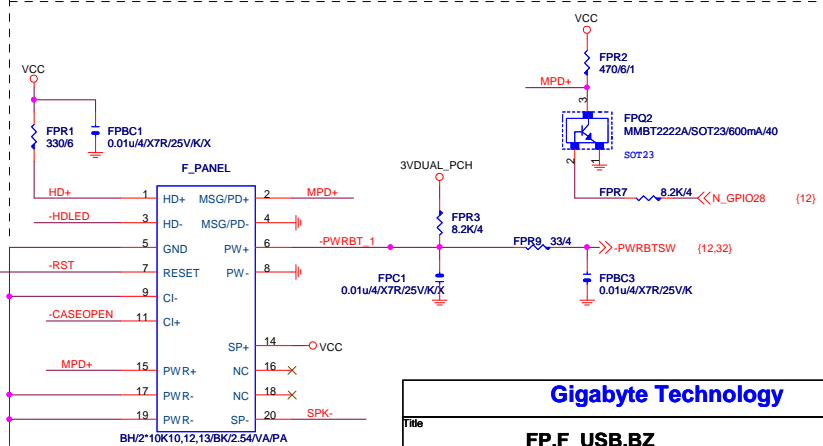 VCC
FPR2
470/6/1
MPD+
3
FPQ2
MMBT2222A/SOT23/600mA/40
SOT23
2
1
FPR7
8.2K/4
N_GPIO28
{12}
VCC
FPR1
330/6
FPBC1
0.01u/4/X7R/25V/K/X
F_PANEL
HD+
1
HD+
MSG/PD+
2
MPD+
-HDLED
3
HD-
MSG/PD-
4
5
GND
PW+
6
-PWRBT_1
-RST
7
RESET
PW-
8
9
CI-
-CASEOPEN
11
CI+
SP+
14
VCC
MPD+
15
PWR+
NC
16
17
PWR-
NC
18
19
PWR-
SP-
20
SPK-
BH/2*10K10,12,13/BK/2.54/VA/PA
3VDUAL_PCH
FPR3
8.2K/4
FPR9
33/4
-PWRBTSW
{12,32}
FPC1
0.01u/4/X7R/25V/K/X
FPBC3
0.01u/4/X7R/25V/K
Gigabyte Technology
Title
FP,F_USB,BZ